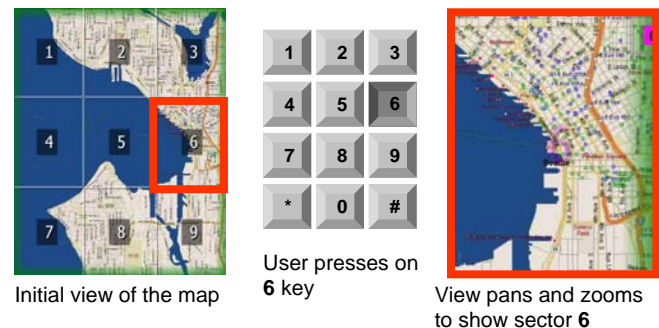 1 2 3
4 5 6
7 8 9
1 2 3
4 5 6
7 8 9
* 0 #
Initial view of the map
User presses on
6 key
View pans and zooms
to show sector 6